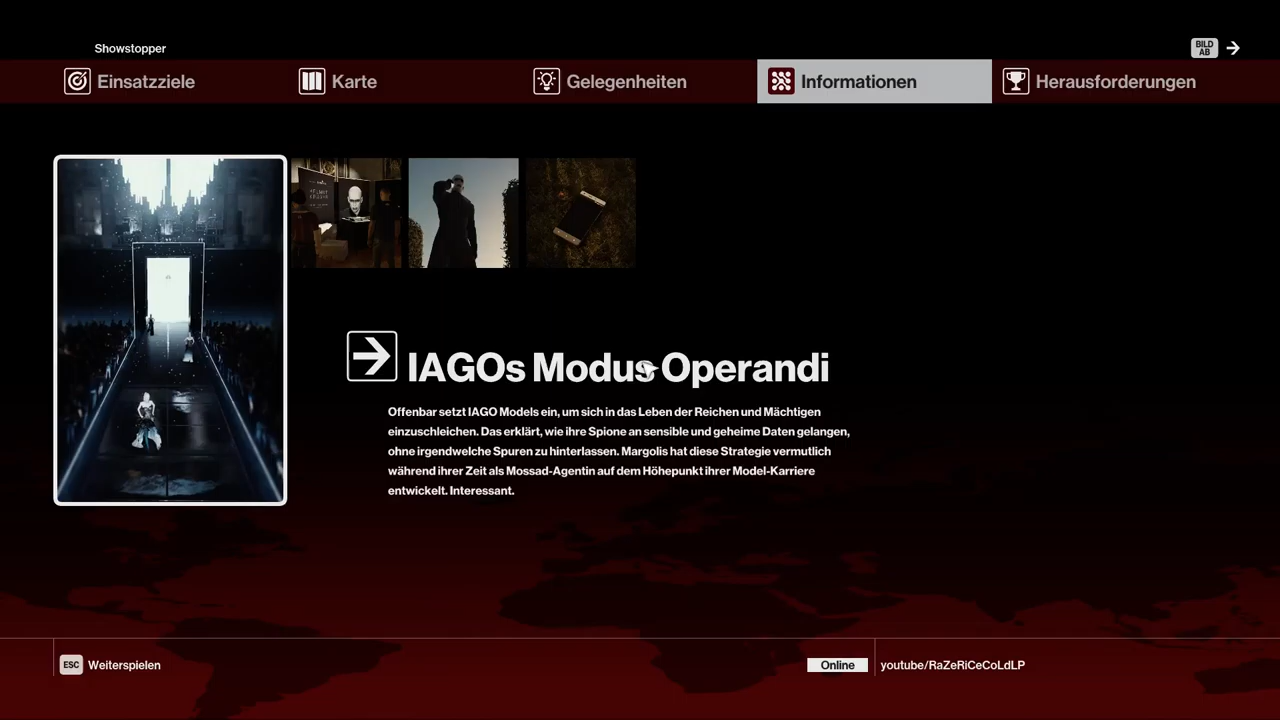 Showstopper
BILD
AB
Einsatzziele
Karte
Gelegenheiten
Informationen
Herausforderungen
IAGOs Modus Operandi
Offenbar setzt IAGO Models ein, um sich in das Leben der Reichen und Mächtigen
einzuschleichen. Das erklärt, wie ihre Spione an sensible und geheime Daten gelangen,
ohne irgendwelche Spuren zu hinterlassen. Margolis hat diese Strategie vermutlich
während ihrer Zeit als Mossad-Agentin auf dem Höhepunkt ihrer Model-Karriere
entwickelt. Interessant.
ESC Weiterspielen
Online
youtube/RaZeRiCeCoLdLP